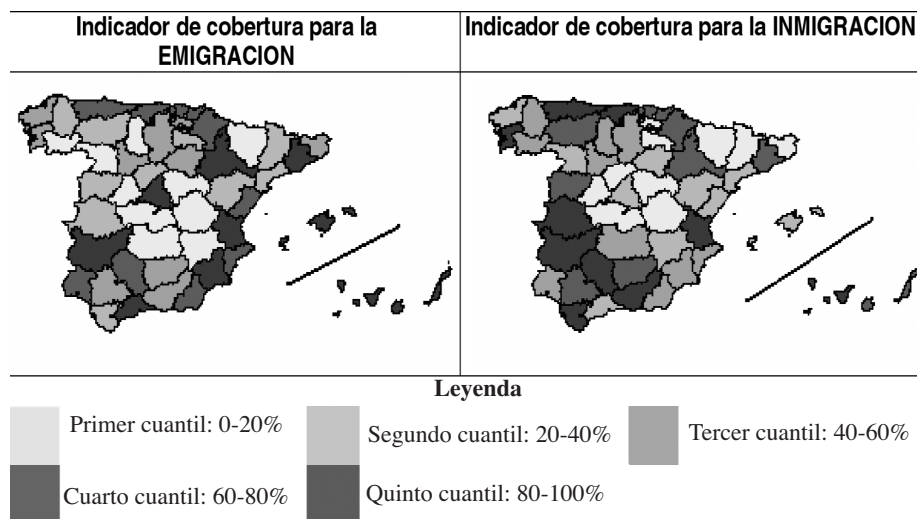 Indicador de cobertura para la
EMIGRACION
Indicador de cobertura para la INMIGRACION
Leyenda
Primer cuantil: 0-20%
Segundo cuantil: 20-40%
Tercer cuantil: 40-60%
Cuarto cuantil: 60-80%
Quinto cuantil: 80-100%